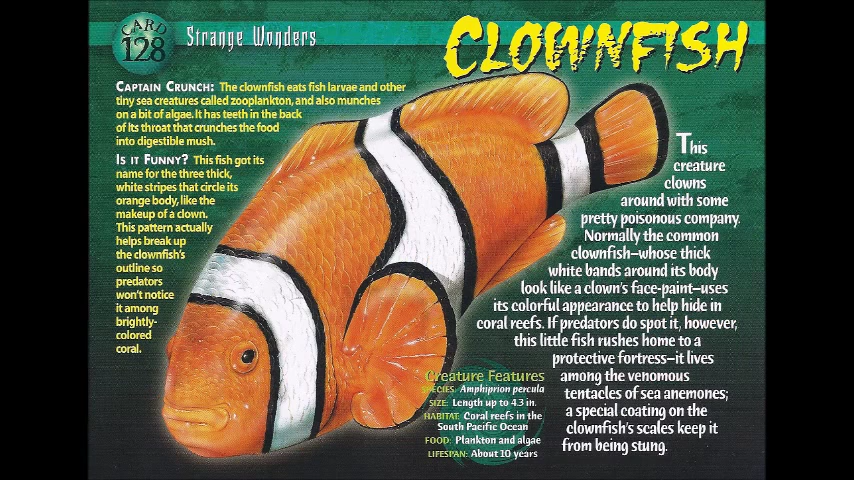 CARD
128
Strange Wonders
CLOWNFISH
CAPTAIN CRUNCH: The clownfish eats fish larvae and other
tiny sea creatures called zooplankton, and also munches
on a bit of algae. It has teeth in the back
of its throat that crunches the food
into digestible mush.
IS IT FUNNY? This fish got its
name for the three thick,
white stripes that circle its
orange body, like the
makeup of a clown.
This pattern actually
helps break up
the clownfish's
outline so
predators
won't notice
it among
brightly-
colored
coral.
This
creature
clowns
around with some
pretty poisonous company.
Normally the common
clownfish—whose thick
white bands around its body
look like a clown's face-paint—uses
its colorful appearance to help hide in
coral reefs. If predators do spot it, however,
this little fish rushes home to a
protective fortress—it lives
among the venomous
tentacles of sea anemones;
a special coating on the
clownfish's scales keep it
from being stung.
Creature Features
SPECIES: Amphiprion percula
SIZE: Length up to 4.3 in.
HABITAT: Coral reefs in the
South Pacific Ocean
FOOD: Plankton and algae
LIFESPAN: About 10 years